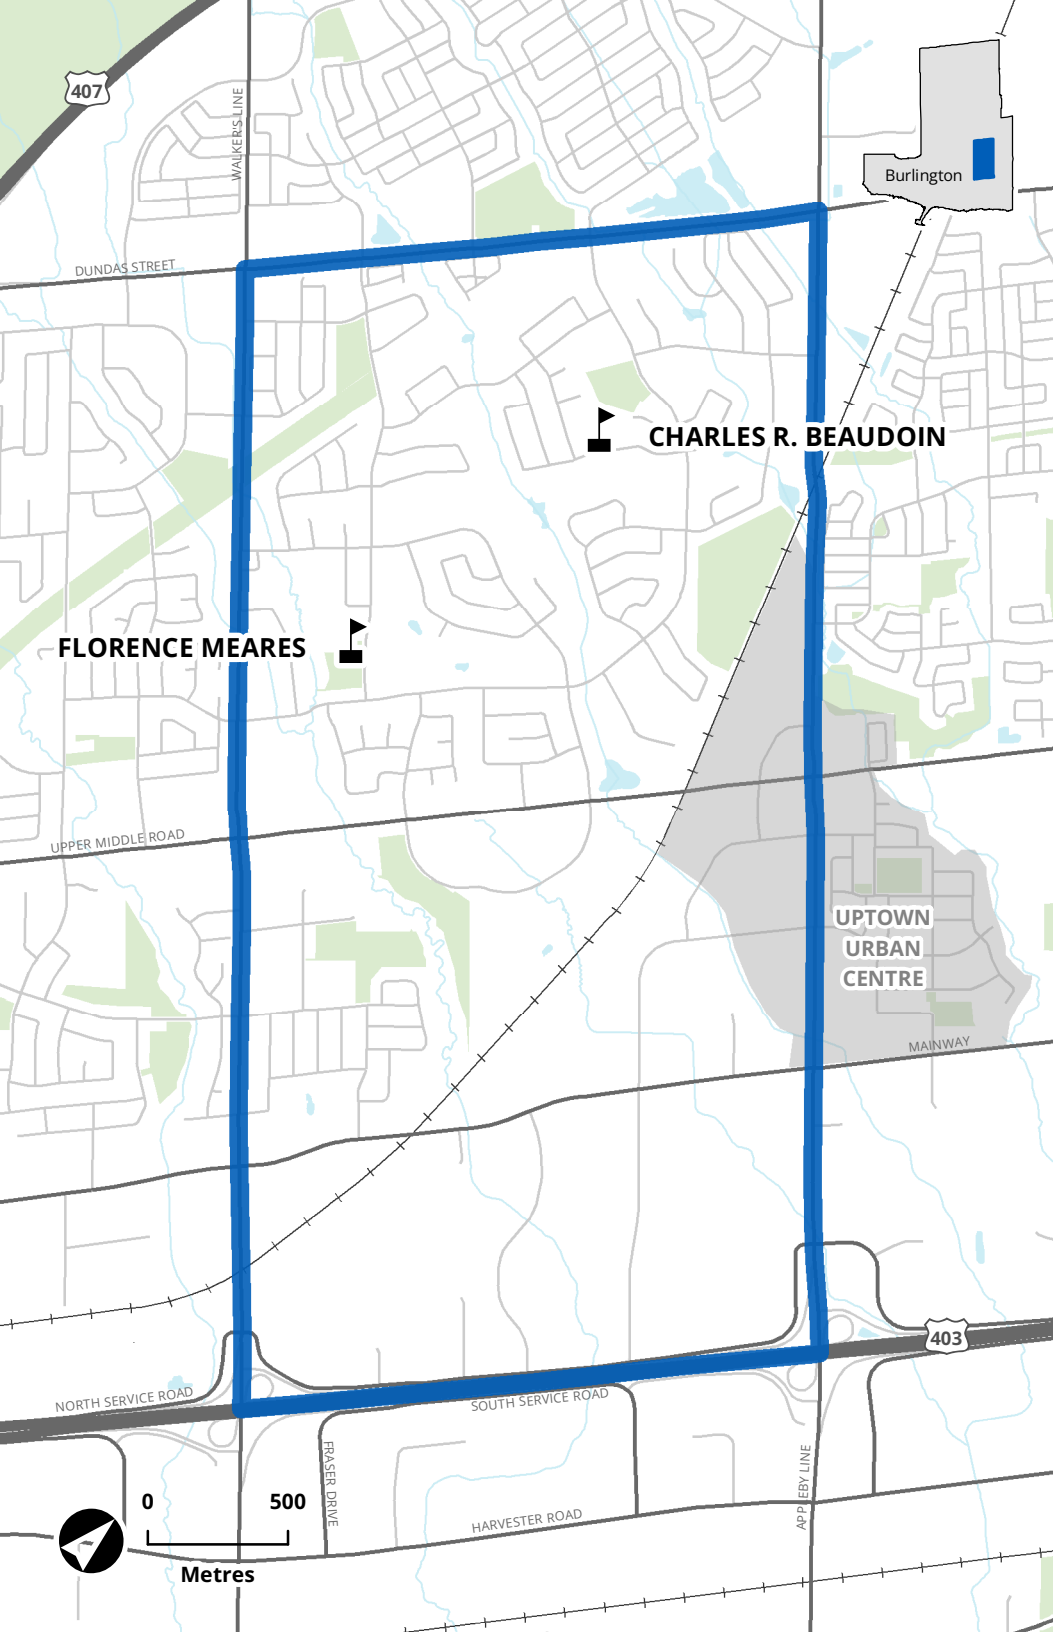 407
WALKER'S LINE
Burlington
DUNDAS STREET
CHARLES R. BEAUDOIN
FLORENCE MEARES
UPPER MIDDLE ROAD
UPTOWN
URBAN
CENTRE
MAINWAY
403
NORTH SERVICE ROAD
SOUTH SERVICE ROAD
FRASER DRIVE
APPLEBY LINE
HARVESTER ROAD
0 500
Metres